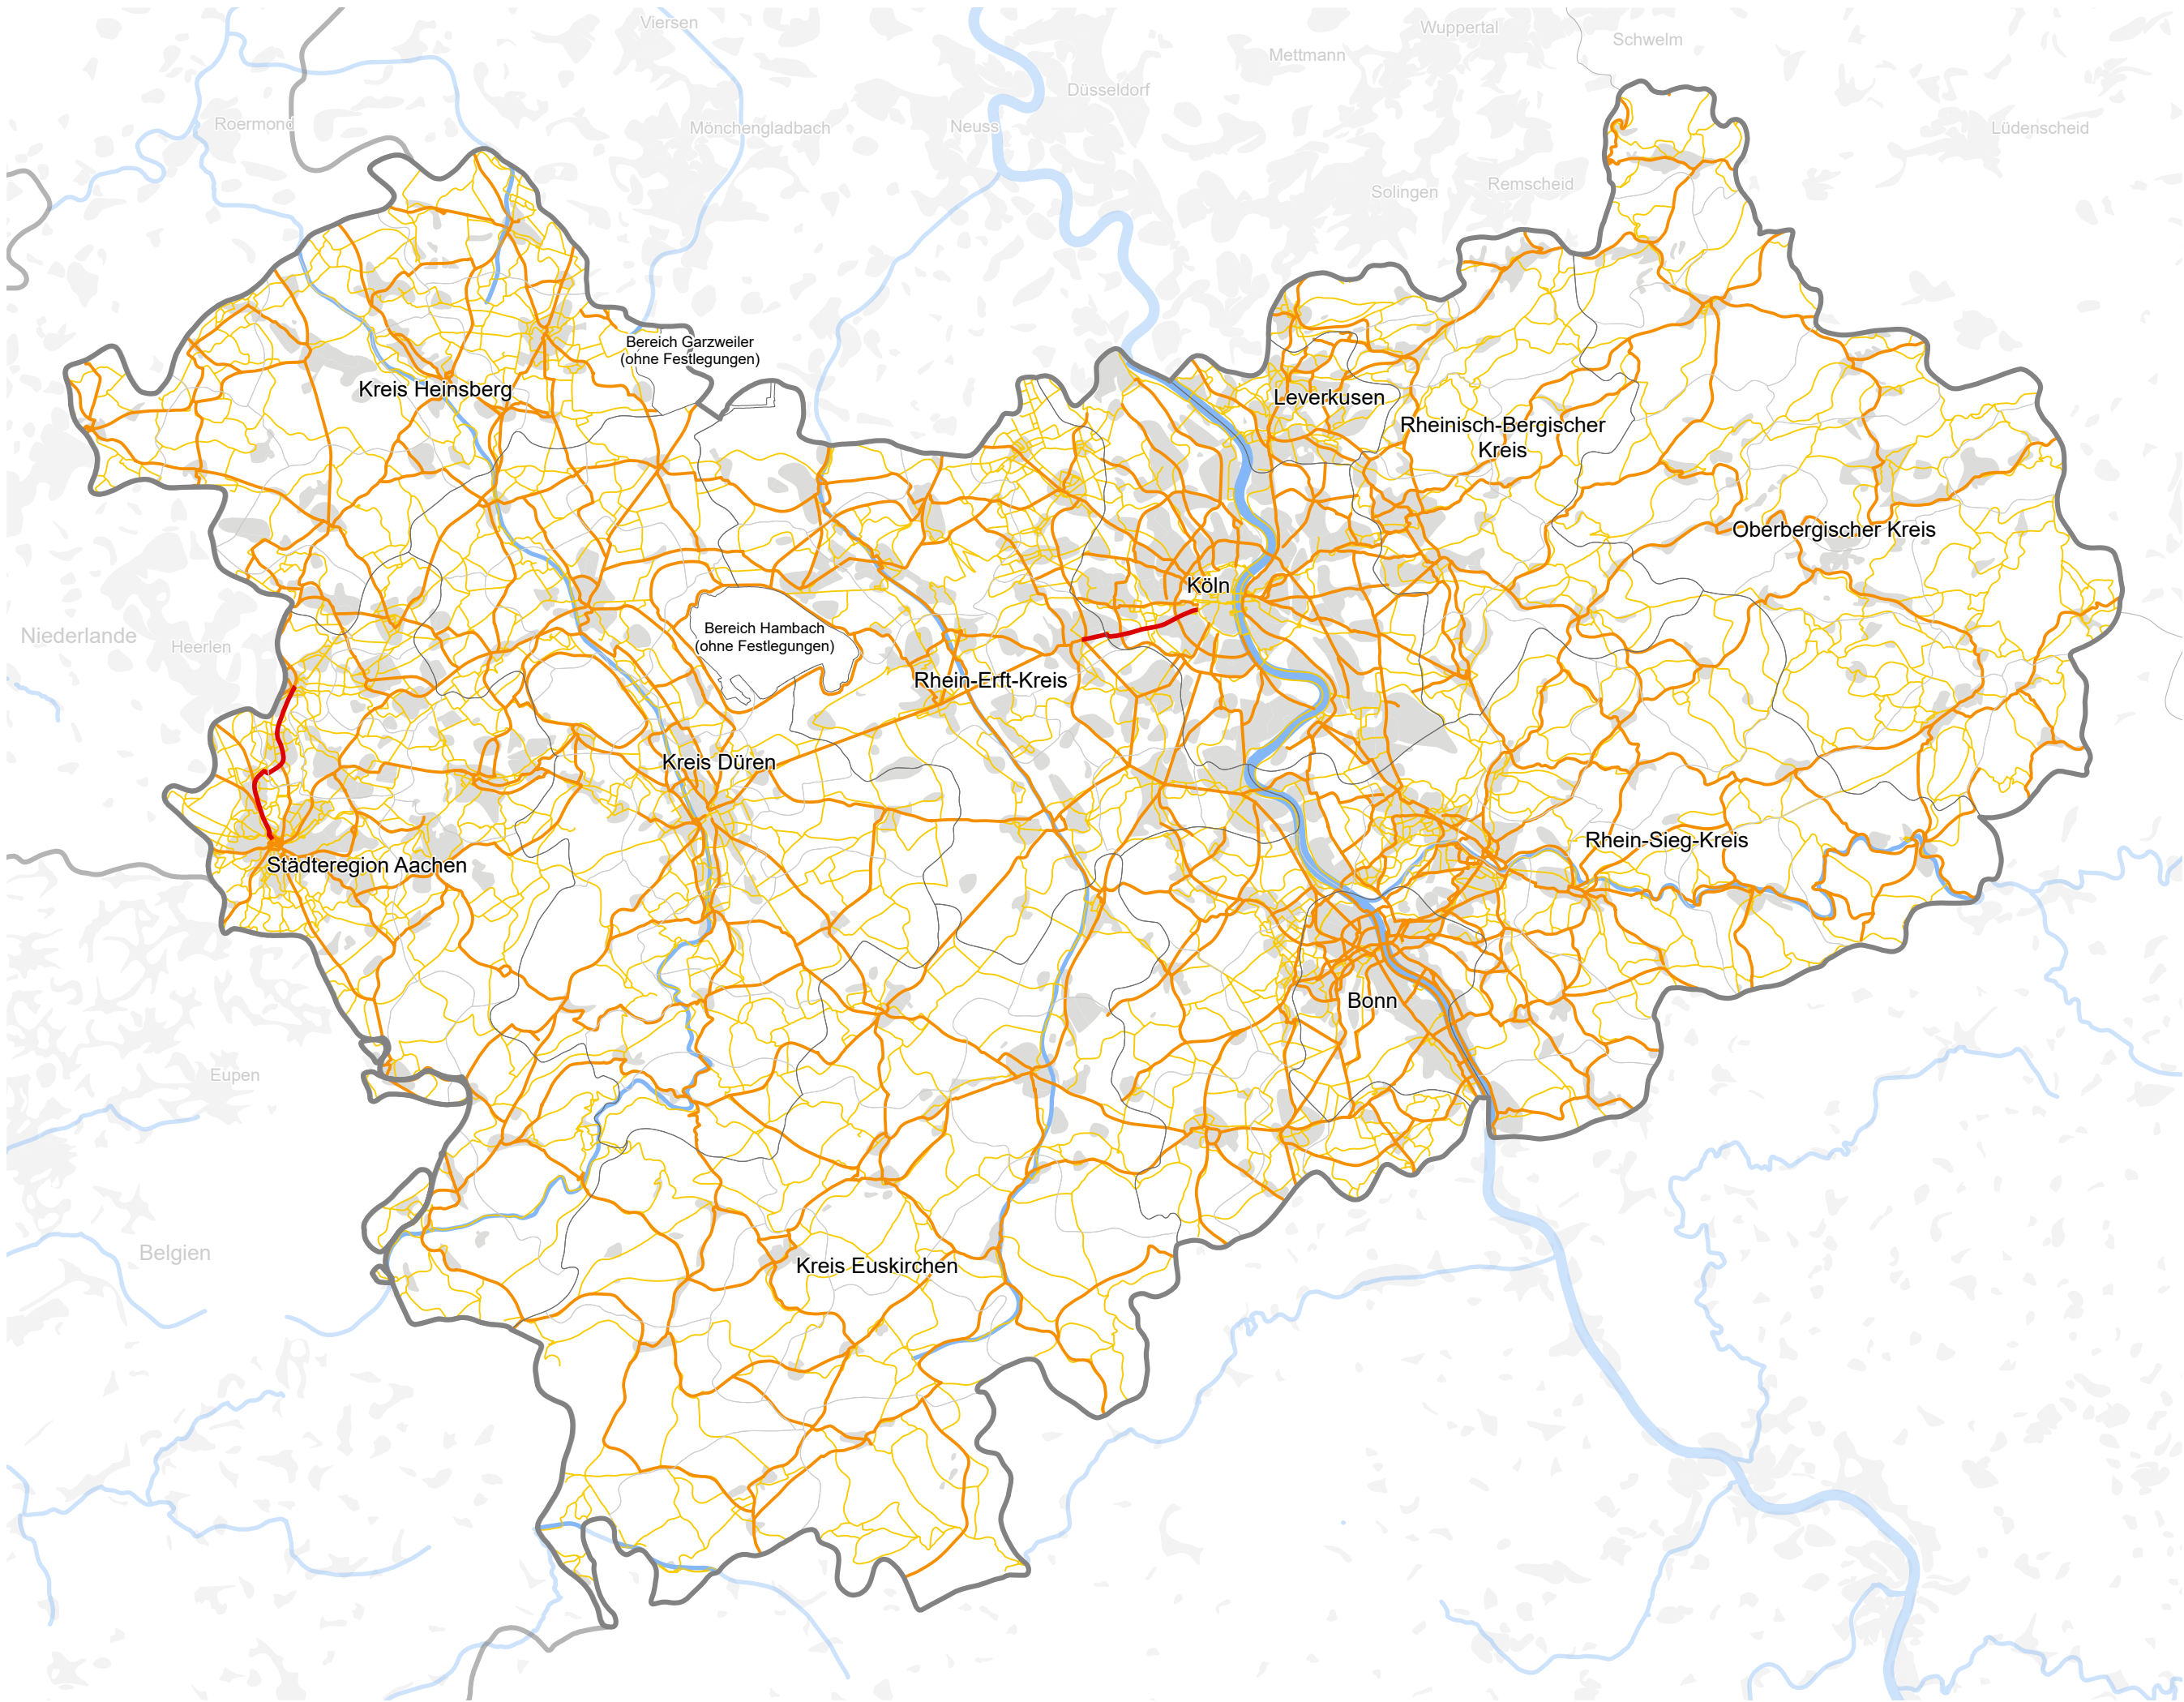 Viersen
Wuppertal
Schwelm
Mettmann
Düsseldorf
Roermond
Mönchengladbach
Neuss
Lüdenscheid
Solingen
Remscheid
Bereich Garzweiler
(ohne Festlegungen)
Kreis Heinsberg
Leverkusen
Rheinisch-Bergischer
Kreis
Oberbergischer Kreis
Köln
Niederlande
Heerlen
Bereich Hambach
(ohne Festlegungen)
Rhein-Erft-Kreis
Kreis Düren
Rhein-Sieg-Kreis
Städteregion Aachen
Bonn
Eupen
Belgien
Kreis Euskirchen